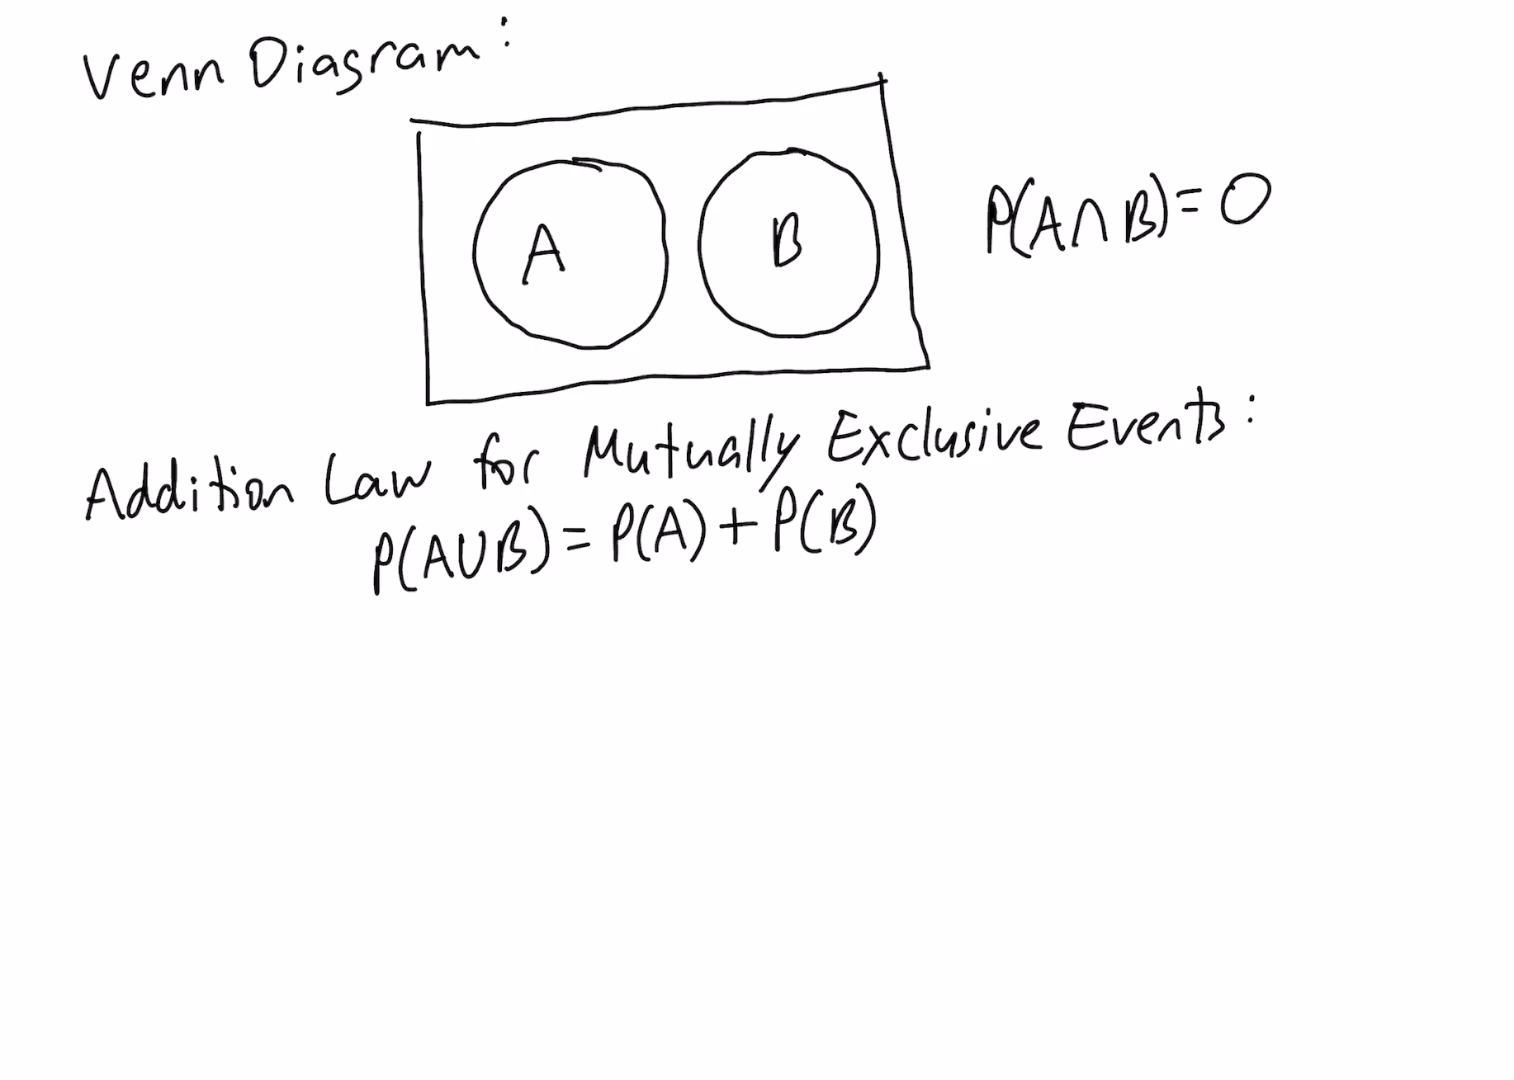 Venn Diagram:
A
B
P(A∩B)=0
Addition Law for Mutually Exclusive Events:
P(A∪B)=P(A)+P(B)